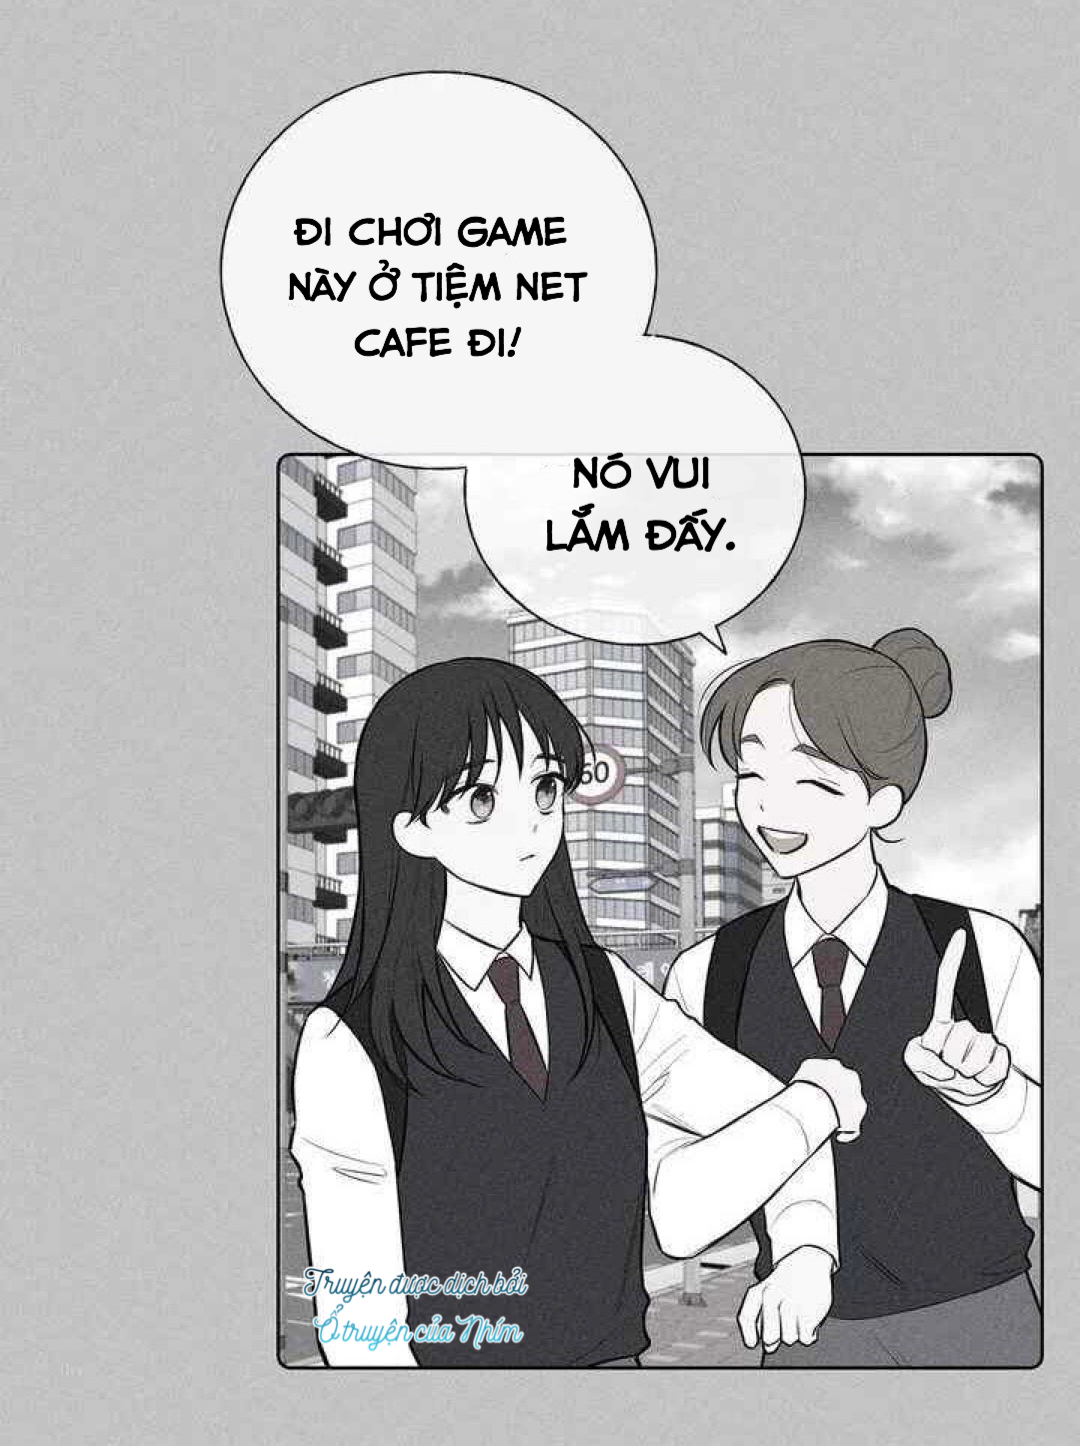 ĐI CHƠI GAME
NÀY Ở TIỆM NET
CAFE ĐI!
NÓ VUI
LẮM ĐẤY.
60
Truyện được dịch bởi
Ổ truyện của Nhím